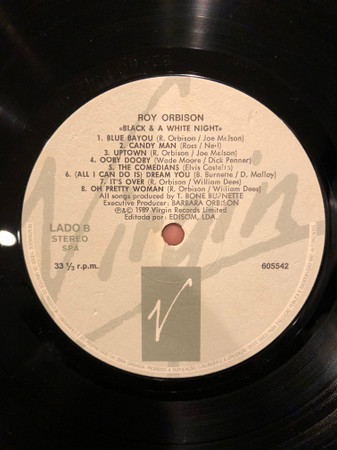 ROY ORBISON
«BLACK & A WHITE NIGHT»
1. BLUE BAYOU (R. Orbison / Joe Melson)
2. CANDY MAN (Ross / Neil)
3. UPTOWN (R. Orbison / Joe Melson)
4. OOBY DOOBY (Wade Moore / Dick Penner)
5. THE COMEDIANS (Elvis Costello)
6. (ALL I CAN DO IS) DREAM YOU (B. Burnette / D. Malloy)
7. IT'S OVER (R. Orbison / William Dees)
8. OH PRETTY WOMAN (R. Orbison / William Dees)
All songs produced by T. BONE BURNETTE
Executive Producer: BARBARA ORBISON
℗&© 1989 Virgin Records Limited
Editado por: EDISOM, LDA.
LADO B
STEREO
SPA
33 ⅓ r.p.m.
605542
Virgin
V